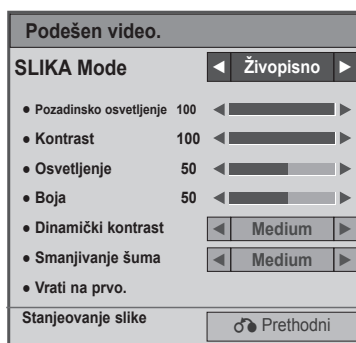 Podešen video.
SLIKA Mode ◄ Živopisno ►
• Pozadinsko osvetljenje 100
• Kontrast 100
• Osvetljenje 50
• Boja 50
• Dinamički kontrast ◄ Medium ►
• Smanjivanje šuma ◄ Medium ►
• Vrati na prvo.
Stanjeovanje slike
Prethodni